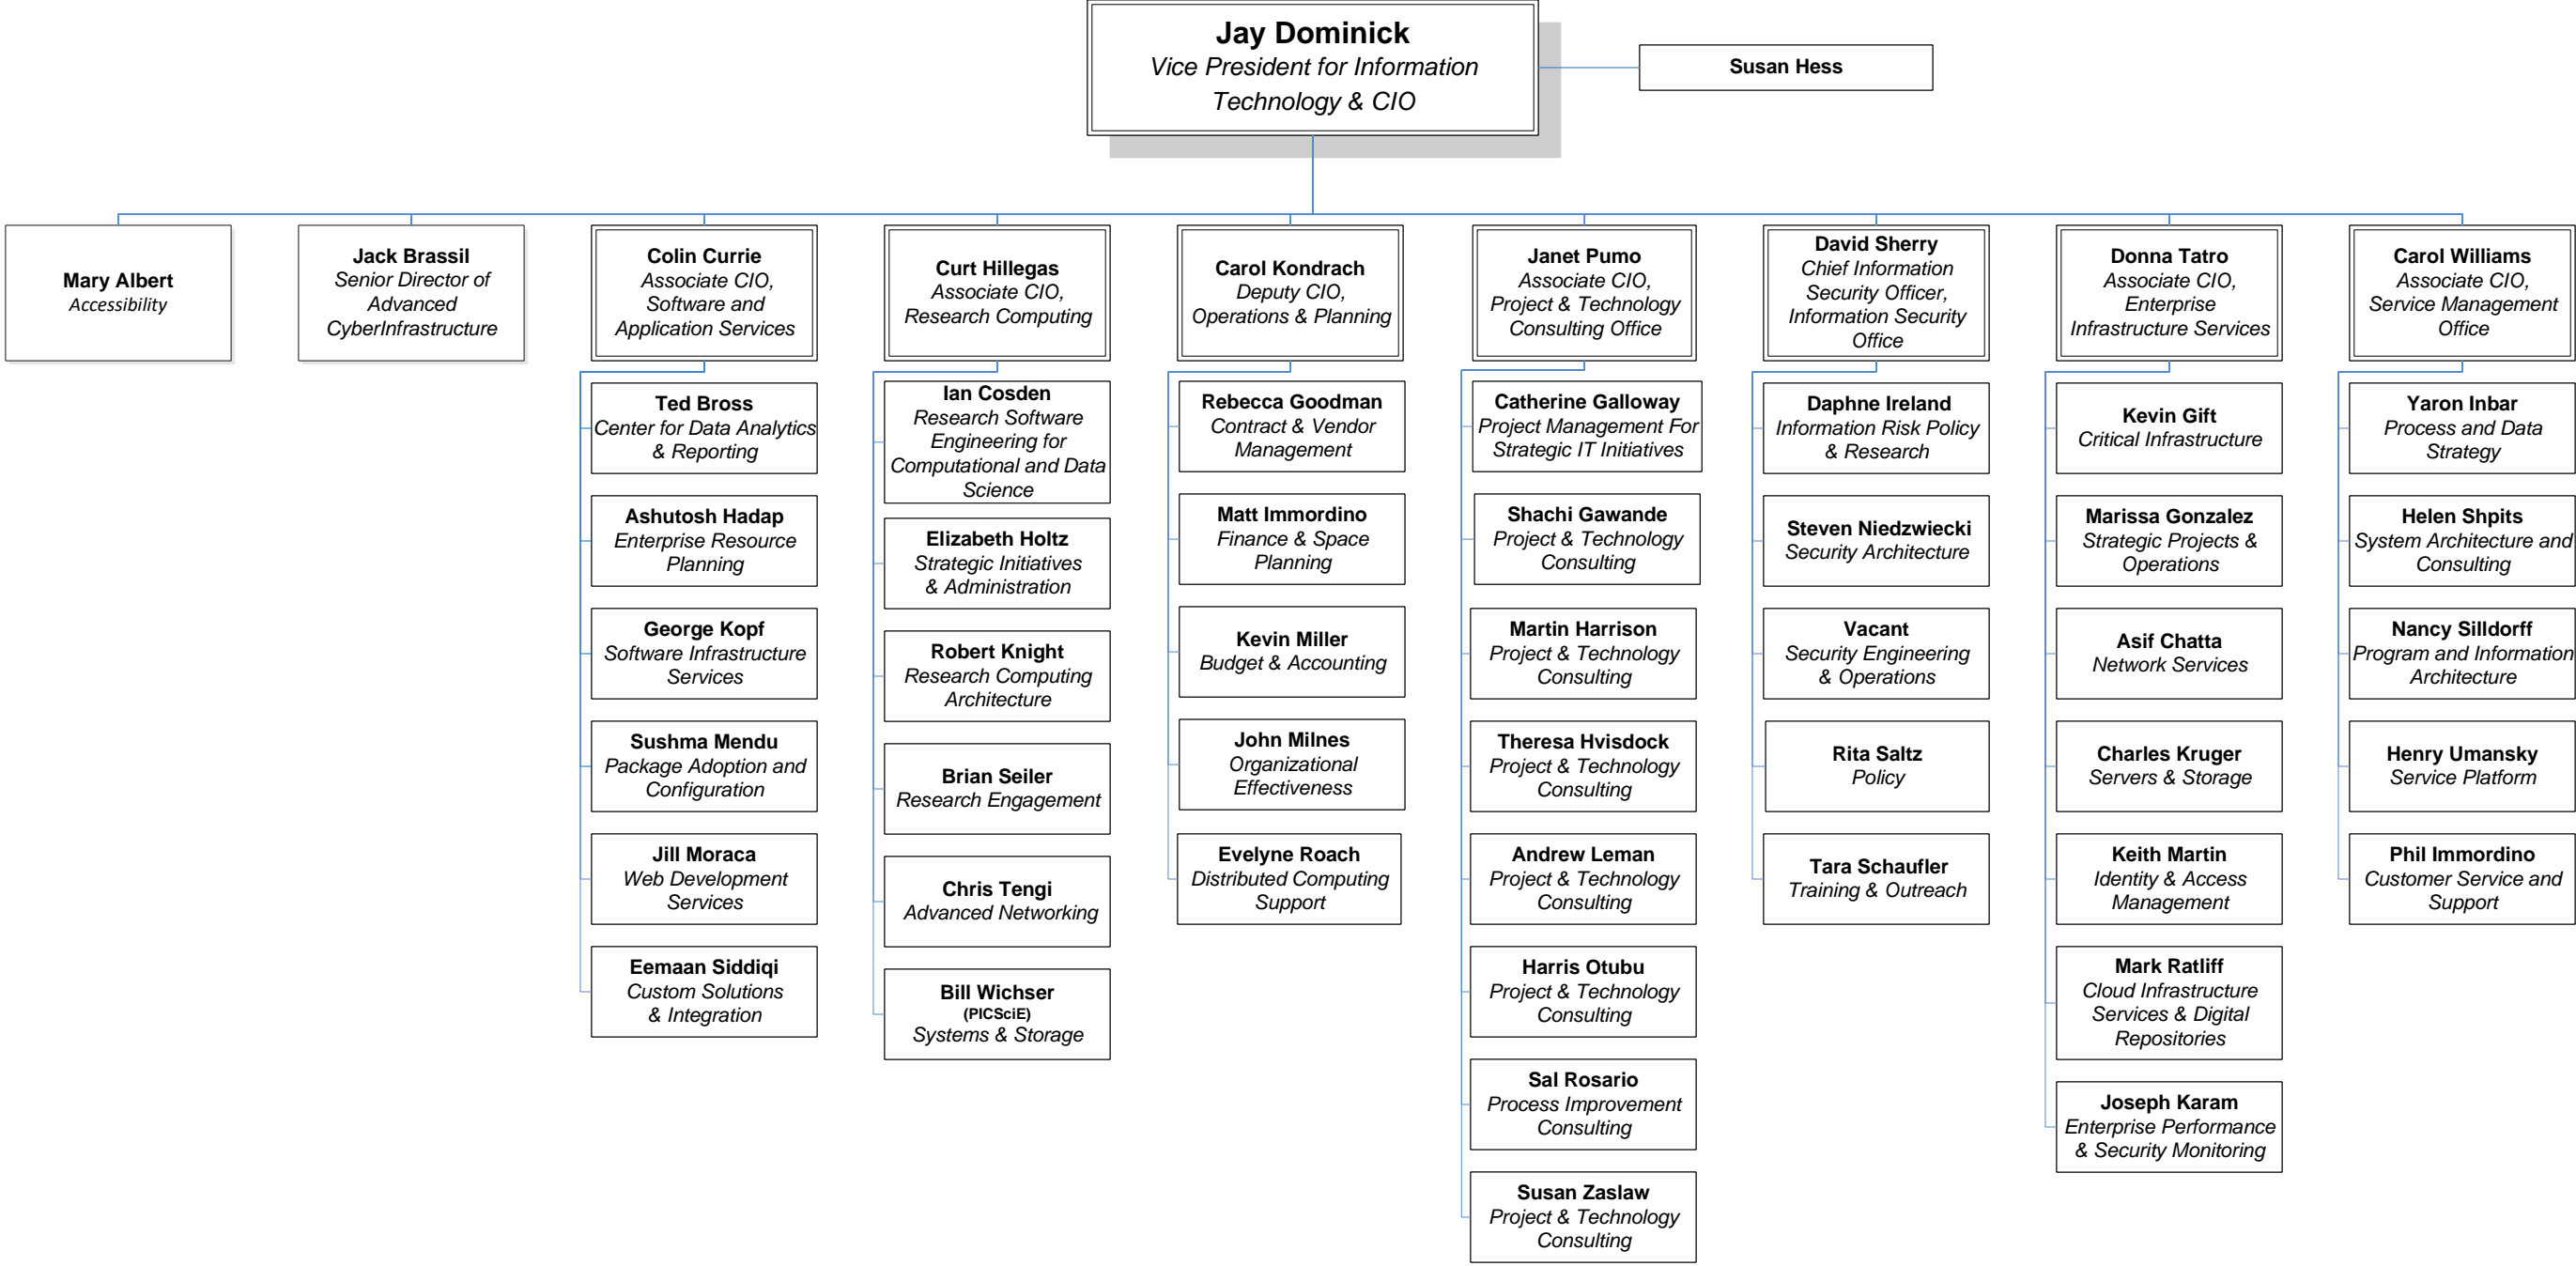 Jay Dominick
Vice President for Information
Technology & CIO
Susan Hess
Mary Albert
Accessibility
Jack Brassil
Senior Director of
Advanced
CyberInfrastructure
Colin Currie
Associate CIO,
Software and
Application Services
Ted Bross
Center for Data Analytics
& Reporting
Ashutosh Hadap
Enterprise Resource
Planning
George Kopf
Software Infrastructure
Services
Sushma Mendu
Package Adoption and
Configuration
Jill Moraca
Web Development
Services
Eemaan Siddiqi
Custom Solutions
& Integration
Curt Hillegas
Associate CIO,
Research Computing
Ian Cosden
Research Software
Engineering for
Computational and Data
Science
Elizabeth Holtz
Strategic Initiatives
& Administration
Robert Knight
Research Computing
Architecture
Brian Seiler
Research Engagement
Chris Tengi
Advanced Networking
Bill Wichser
(PICSciE)
Systems & Storage
Carol Kondrach
Deputy CIO,
Operations & Planning
Rebecca Goodman
Contract & Vendor
Management
Matt Immordino
Finance & Space
Planning
Kevin Miller
Budget & Accounting
John Milnes
Organizational
Effectiveness
Evelyne Roach
Distributed Computing
Support
Janet Pumo
Associate CIO,
Project & Technology
Consulting Office
Catherine Galloway
Project Management For
Strategic IT Initiatives
Shachi Gawande
Project & Technology
Consulting
Martin Harrison
Project & Technology
Consulting
Theresa Hvisdock
Project & Technology
Consulting
Andrew Leman
Project & Technology
Consulting
Harris Otubu
Project & Technology
Consulting
Sal Rosario
Process Improvement
Consulting
Susan Zaslaw
Project & Technology
Consulting
David Sherry
Chief Information
Security Officer,
Information Security
Office
Daphne Ireland
Information Risk Policy
& Research
Steven Niedzwiecki
Security Architecture
Vacant
Security Engineering
& Operations
Rita Saltz
Policy
Tara Schaufler
Training & Outreach
Donna Tatro
Associate CIO,
Enterprise
Infrastructure Services
Kevin Gift
Critical Infrastructure
Marissa Gonzalez
Strategic Projects &
Operations
Asif Chatta
Network Services
Charles Kruger
Servers & Storage
Keith Martin
Identity & Access
Management
Mark Ratliff
Cloud Infrastructure
Services & Digital
Repositories
Joseph Karam
Enterprise Performance
& Security Monitoring
Carol Williams
Associate CIO,
Service Management
Office
Yaron Inbar
Process and Data
Strategy
Helen Shpits
System Architecture and
Consulting
Nancy Silldorff
Program and Information
Architecture
Henry Umansky
Service Platform
Phil Immordino
Customer Service and
Support